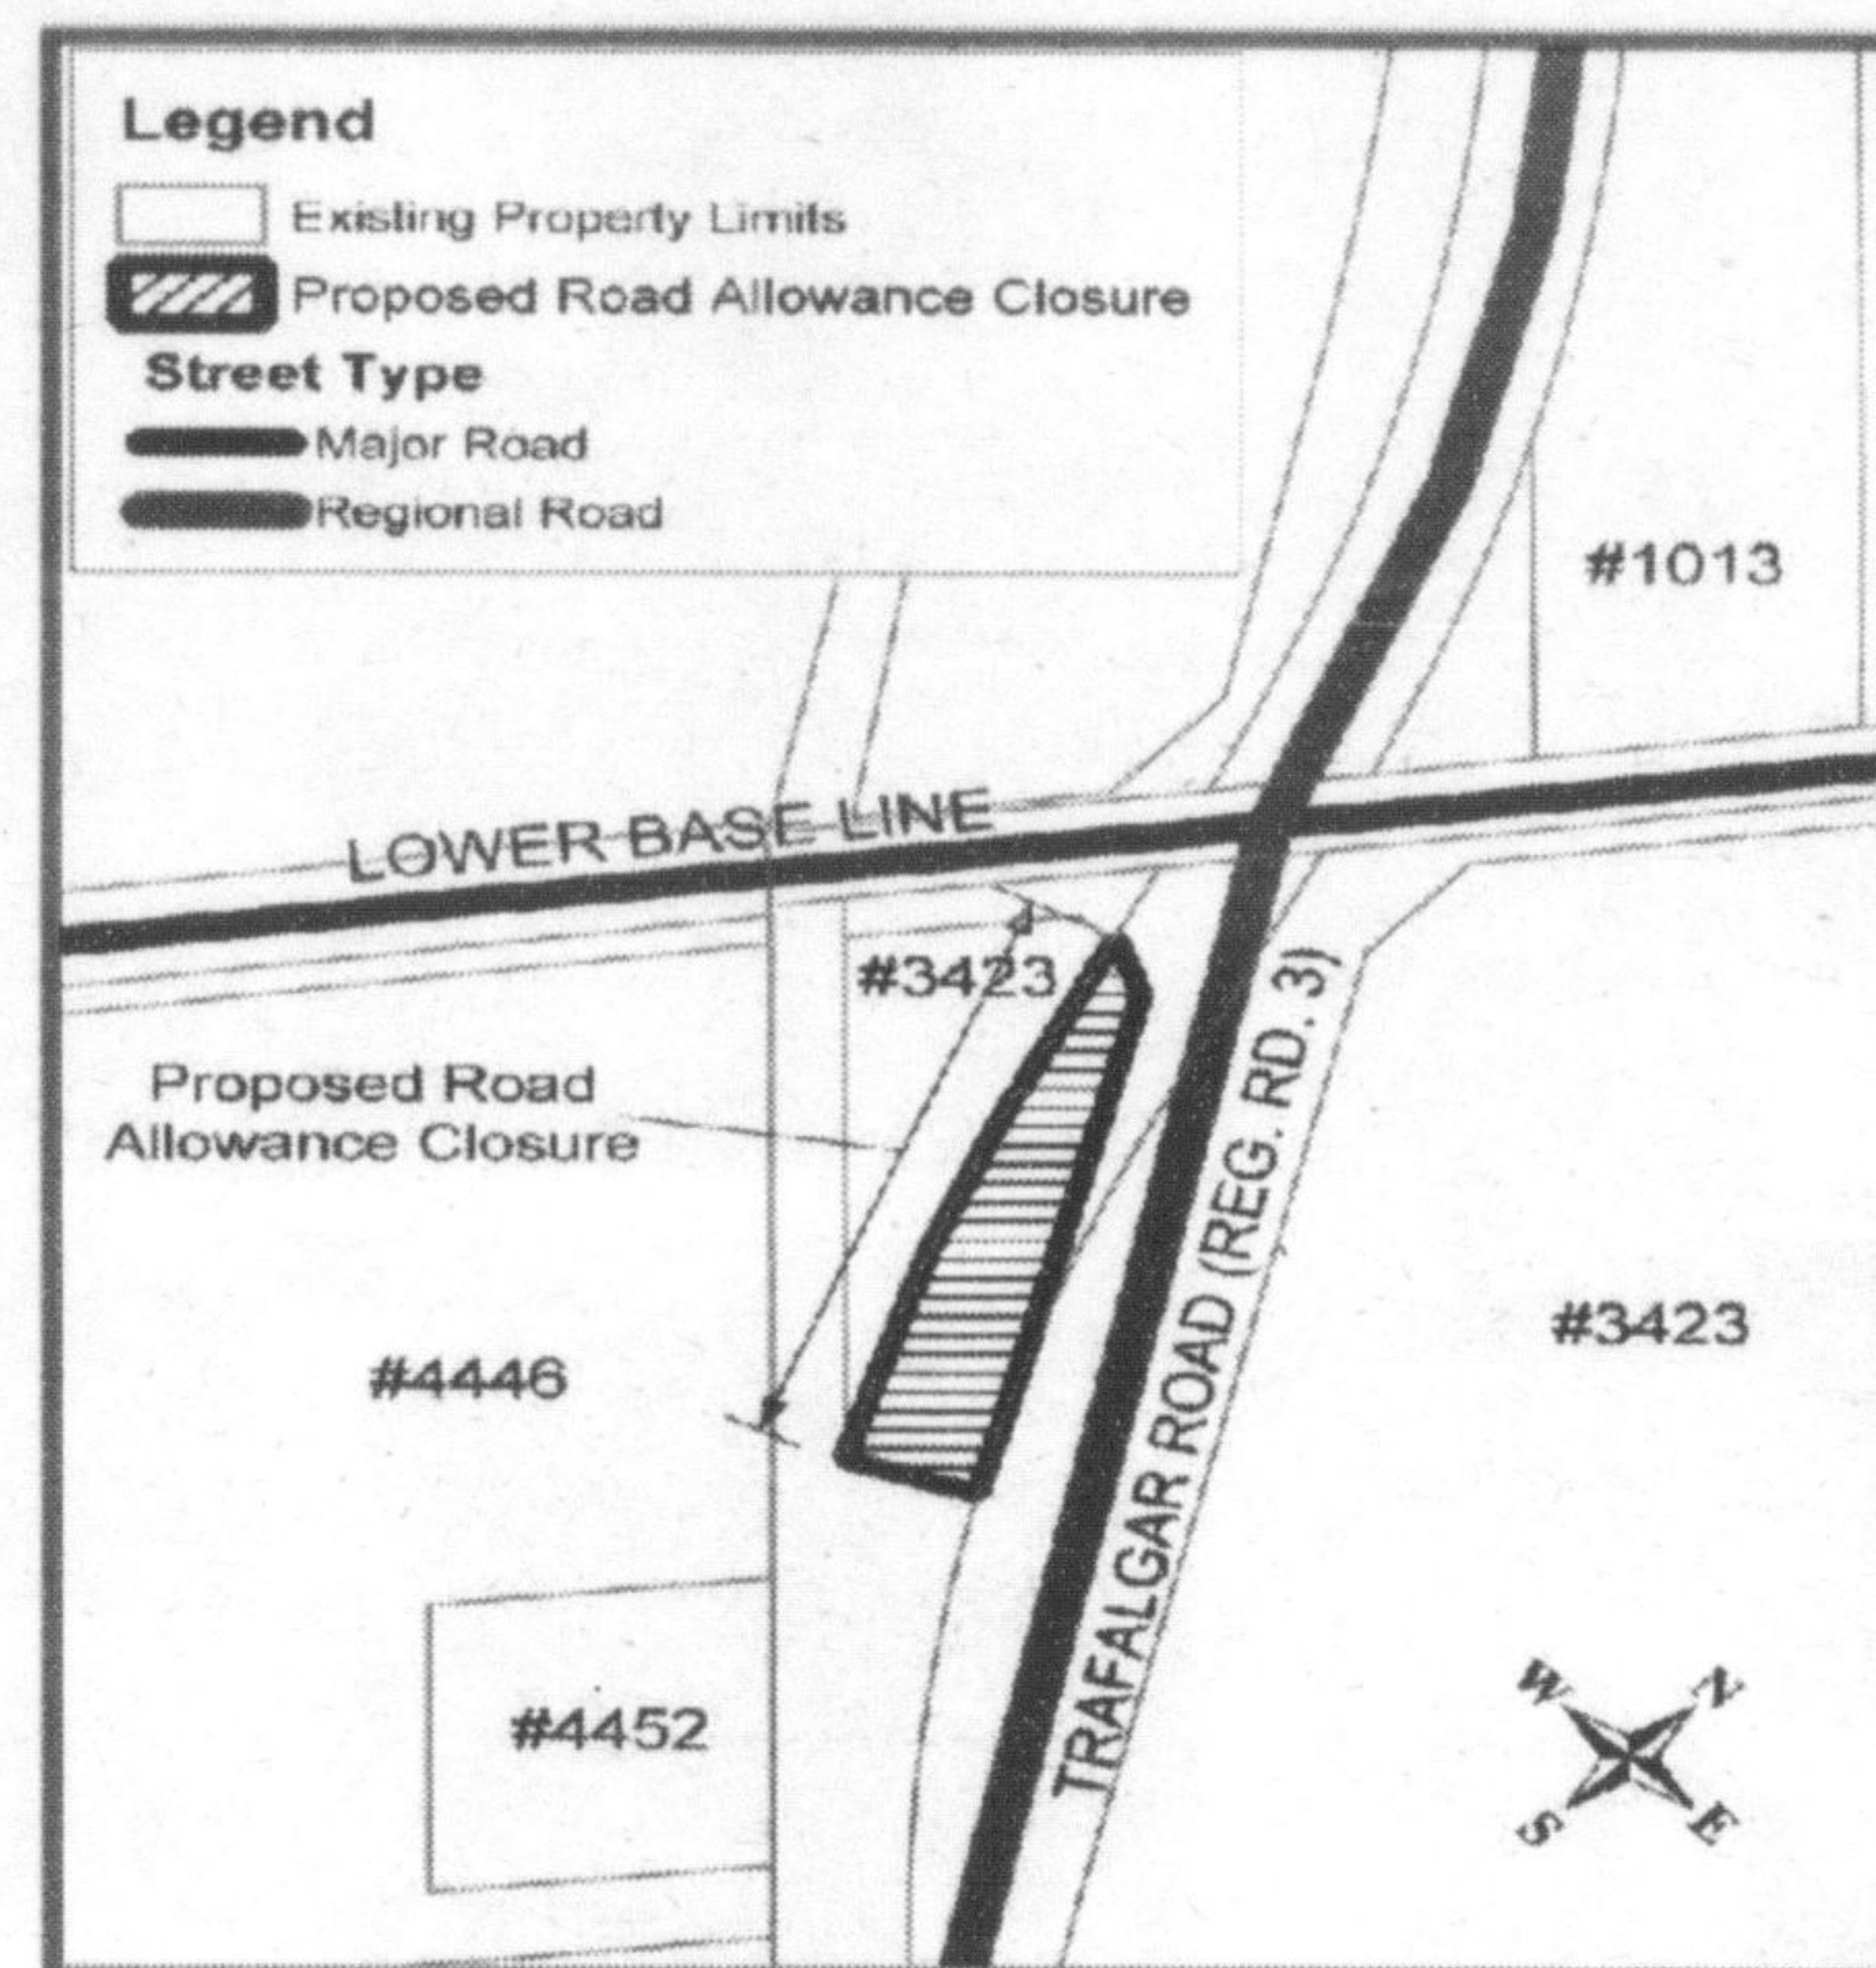 Legend
Existing Property Limits
Proposed Road Allowance Closure
Street Type
Major Road
Regional Road
#1013
LOWER BASE LINE
#3423
Proposed Road
Allowance Closure
TRAFALGAR ROAD (REG. RD. 3)
#3423
#4446
#4452
W N
S E